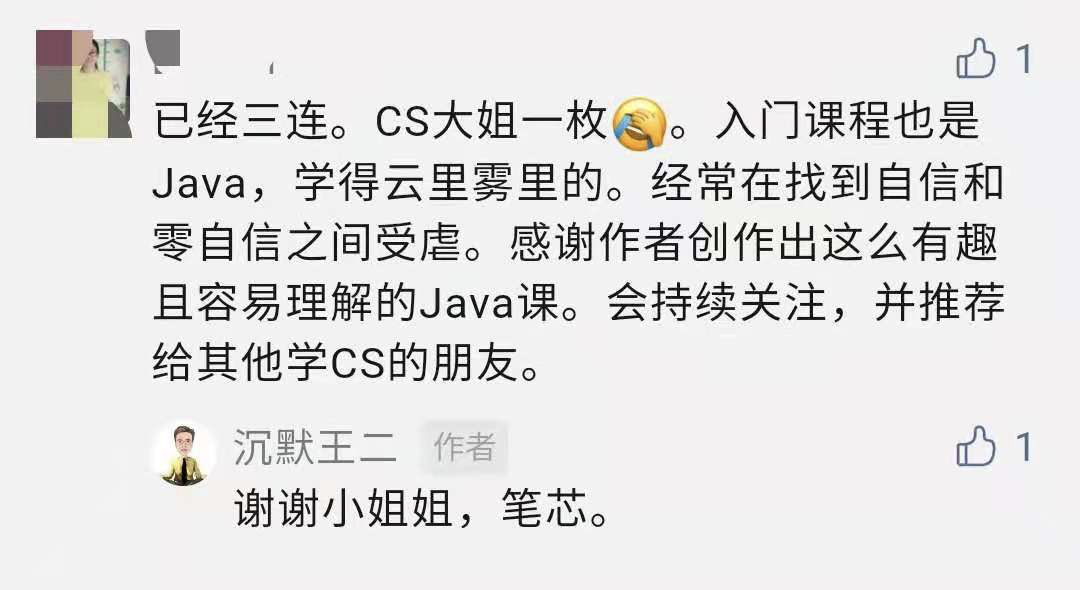 1
已经三连。CS大姐一枚🤦。入门课程也是
Java，学得云里雾里的。经常在找到自信和
零自信之间受虐。感谢作者创作出这么有趣
且容易理解的Java课。会持续关注，并推荐
给其他学CS的朋友。
沉默王二 作者 1
谢谢小姐姐，笔芯。